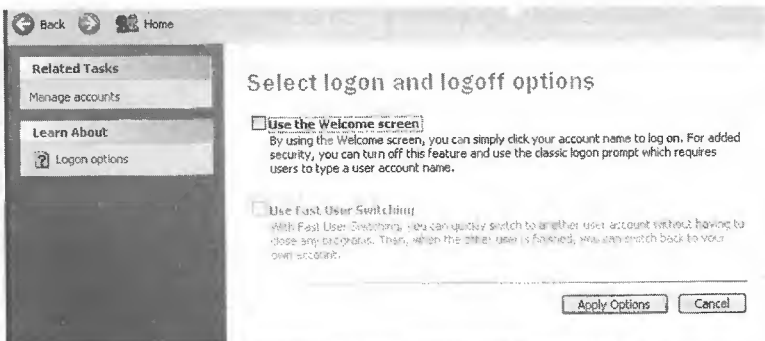 Back Home
Related Tasks
Manage accounts
Learn About
Logon options
Select logon and logoff options
Use the Welcome screen
By using the Welcome screen, you can simply click your account name to log on. For added
security, you can turn off this feature and use the classic logon prompt which requires
users to type a user account name.
Use Fast User Switching
With Fast User Switching, you can quickly switch to another user account without having to
close any programs. Then, when the other user is finished, you can switch back to your
own account.
Apply Options Cancel